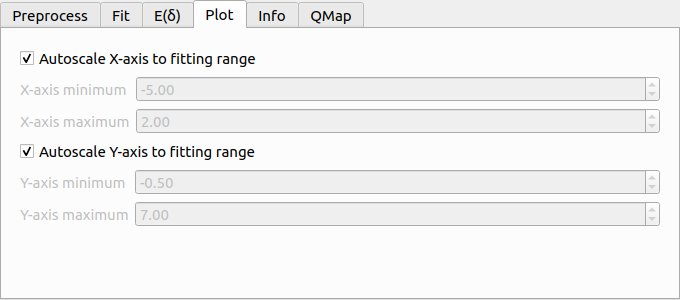 Preprocess Fit E(δ) Plot Info QMap
Autoscale X-axis to fitting range
X-axis minimum -5.00
X-axis maximum 2.00
Autoscale Y-axis to fitting range
Y-axis minimum -0.50
Y-axis maximum 7.00